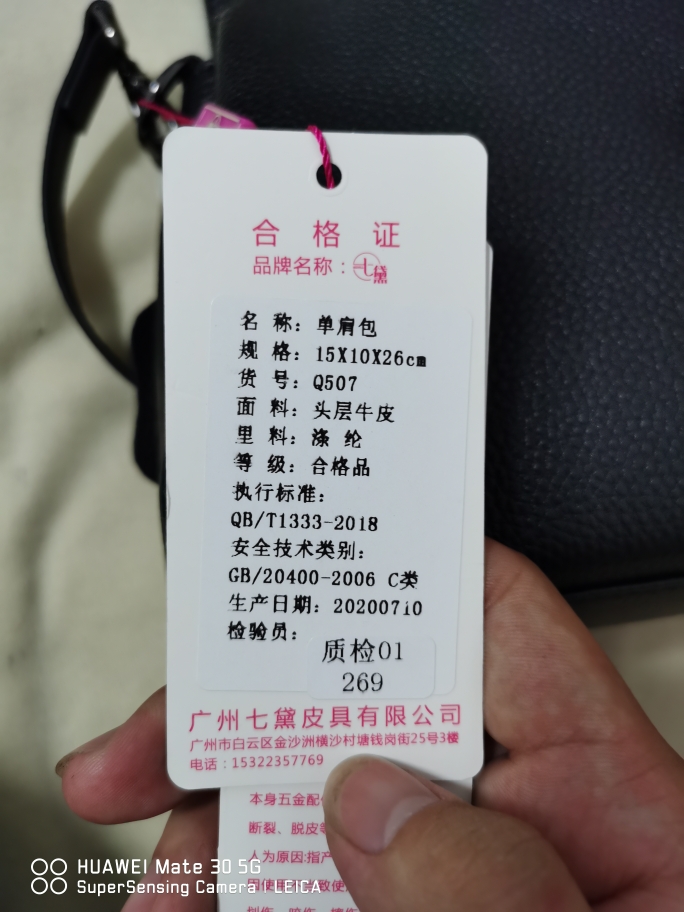 合格证
品牌名称：七黛
名 称：单肩包
规 格：15X10X26cm
货 号：Q507
面 料：头层牛皮
里 料：涤 纶
等 级：合格品
执行标准：
QB/T1333-2018
安全技术类别：
GB/20400-2006 C类
生产日期：20200710
检验员：
质检01
269
广州七黛皮具有限公司
广州市白云区金沙洲横沙村塘钱岗街25号3楼
电话：15322357769
本身五金配
断裂、脱皮
人为原因:指产
因使用
HUAWEI Mate 30 5G
SuperSensing Camera LEICA